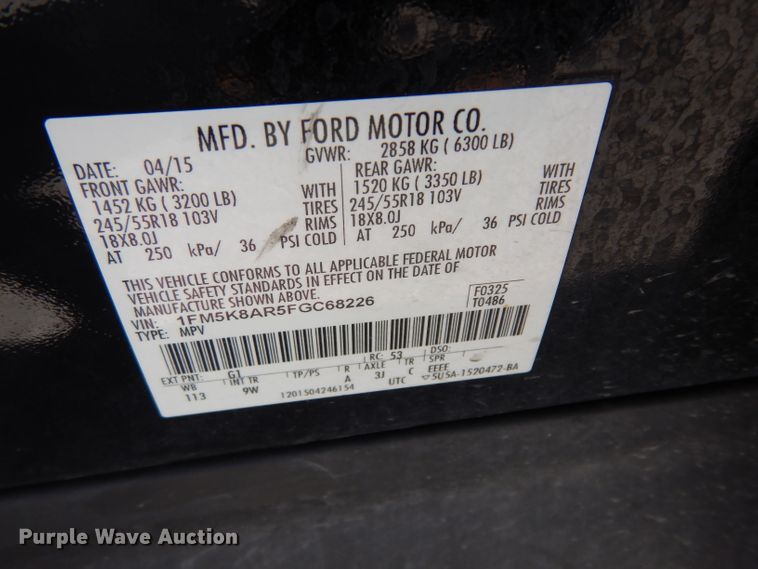 MFD. BY FORD MOTOR CO.
DATE: 04/15 GVWR: 2858 KG ( 6300 LB)
FRONT GAWR: REAR GAWR:
1452 KG ( 3200 LB) WITH 1520 KG ( 3350 LB) WITH
245/55R18 103V TIRES 245/55R18 103V TIRES
18X8.0J RIMS 18X8.0J RIMS
AT 250 kPa/ 36 PSI COLD AT 250 kPa/ 36 PSI COLD
THIS VEHICLE CONFORMS TO ALL APPLICABLE FEDERAL MOTOR
VEHICLE SAFETY STANDARDS IN EFFECT ON THE DATE OF
MANUFACTURE SHOWN ABOVE.
VIN: 1FM5K8AR5FGC68226 F0325
TYPE: MPV T0486
EXT PNT: G1 RC: 53 DSO:
WB INT TR TP/PS R AXLE TR SPR
113 9W A 3J C EEEE
1201504246154 UTC 5U5A-1520472-BA
Purple Wave Auction